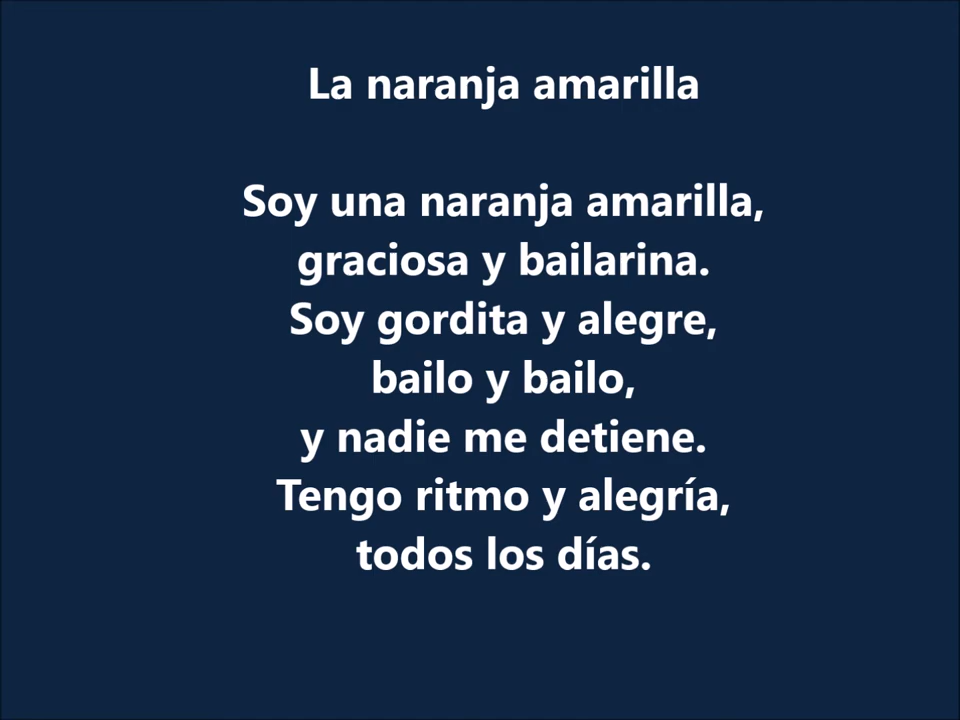 La naranja amarilla
Soy una naranja amarilla,
graciosa y bailarina.
Soy gordita y alegre,
bailo y bailo,
y nadie me detiene.
Tengo ritmo y alegría,
todos los días.